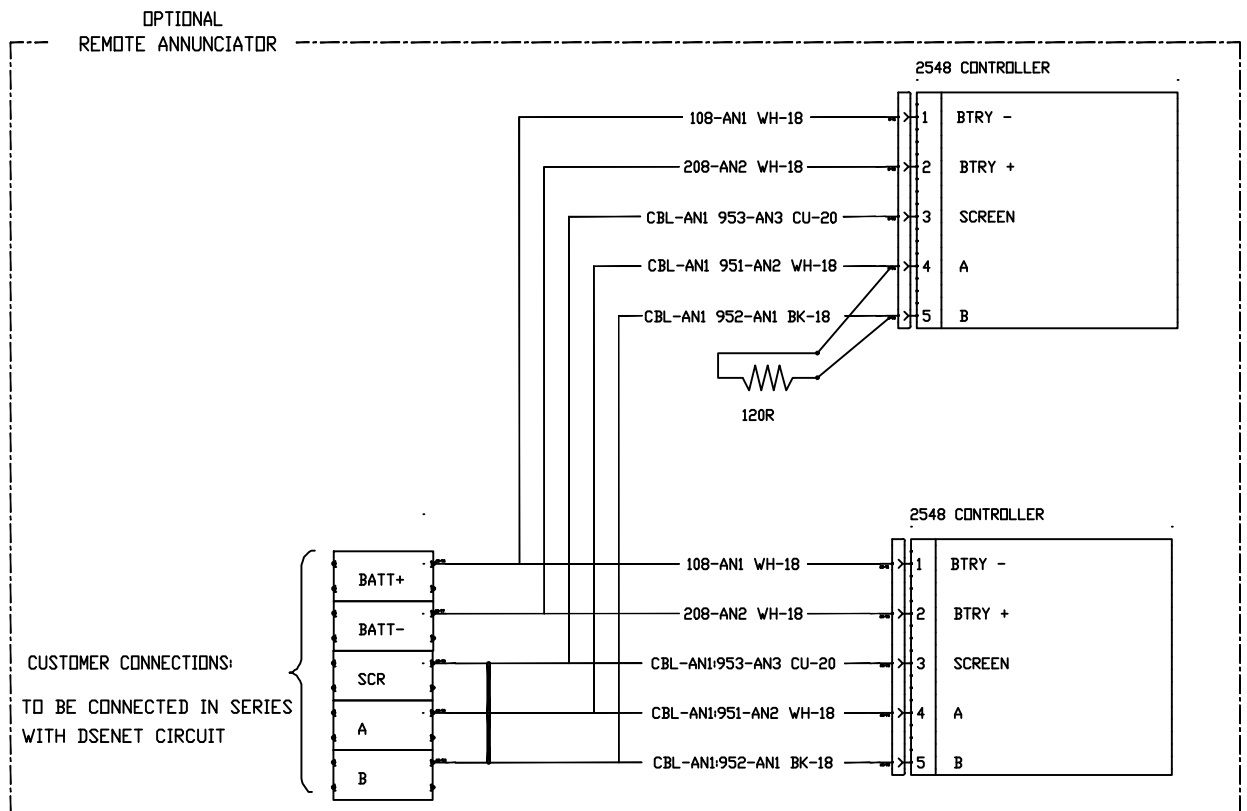 OPTIONAL
REMOTE ANNUNCIATOR
2548 CONTROLLER
108-AN1 WH-18
1 BTRY -
208-AN2 WH-18
2 BTRY +
CBL-AN1 953-AN3 CU-20
3 SCREEN
CBL-AN1 951-AN2 WH-18
4 A
CBL-AN1 952-AN1 BK-18
5 B
120R
2548 CONTROLLER
BATT+
108-AN1 WH-18
1 BTRY -
BATT-
208-AN2 WH-18
2 BTRY +
SCR
CBL-AN1:953-AN3 CU-20
3 SCREEN
A
CBL-AN1:951-AN2 WH-18
4 A
B
CBL-AN1:952-AN1 BK-18
5 B
CUSTOMER CONNECTIONS:
TO BE CONNECTED IN SERIES
WITH DSENET CIRCUIT